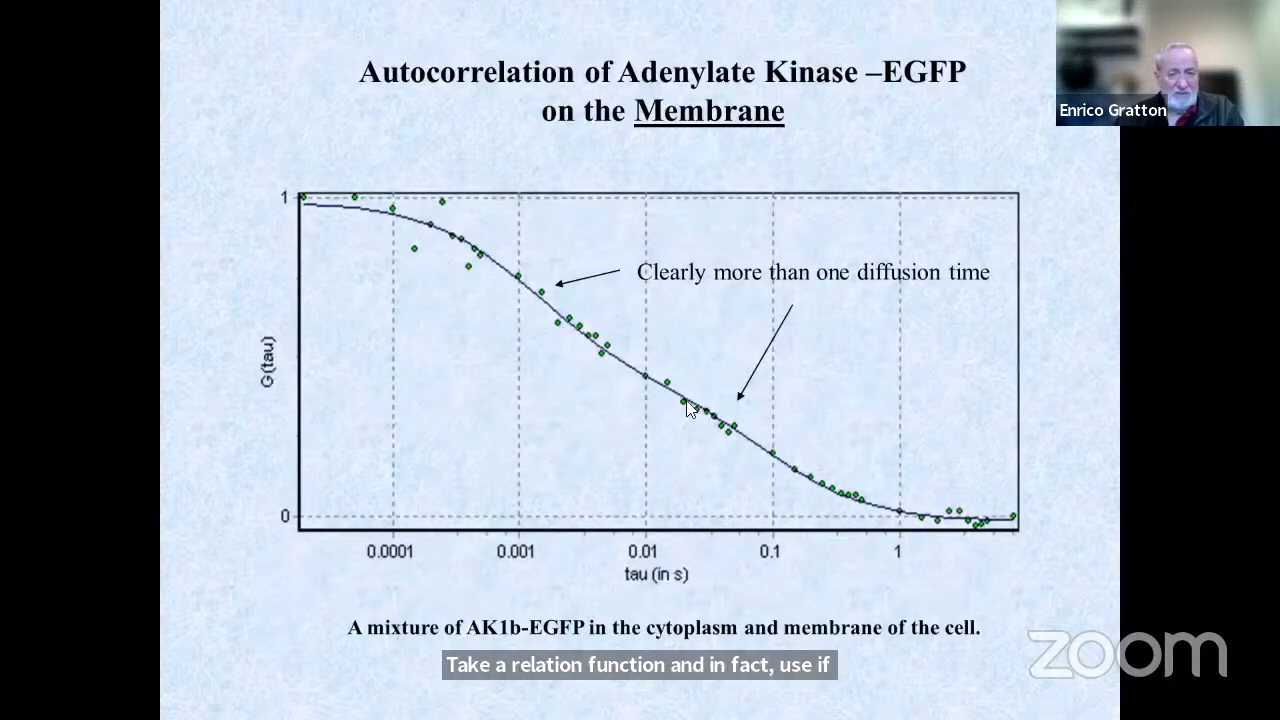 Autocorrelation of Adenylate Kinase –EGFP
on the Membrane
Enrico Gratton
1
Clearly more than one diffusion time
G(tau)
0
0.0001 0.001 0.01 0.1 1
tau (in s)
A mixture of AK1b-EGFP in the cytoplasm and membrane of the cell.
Take a relation function and in fact, use if
zoom